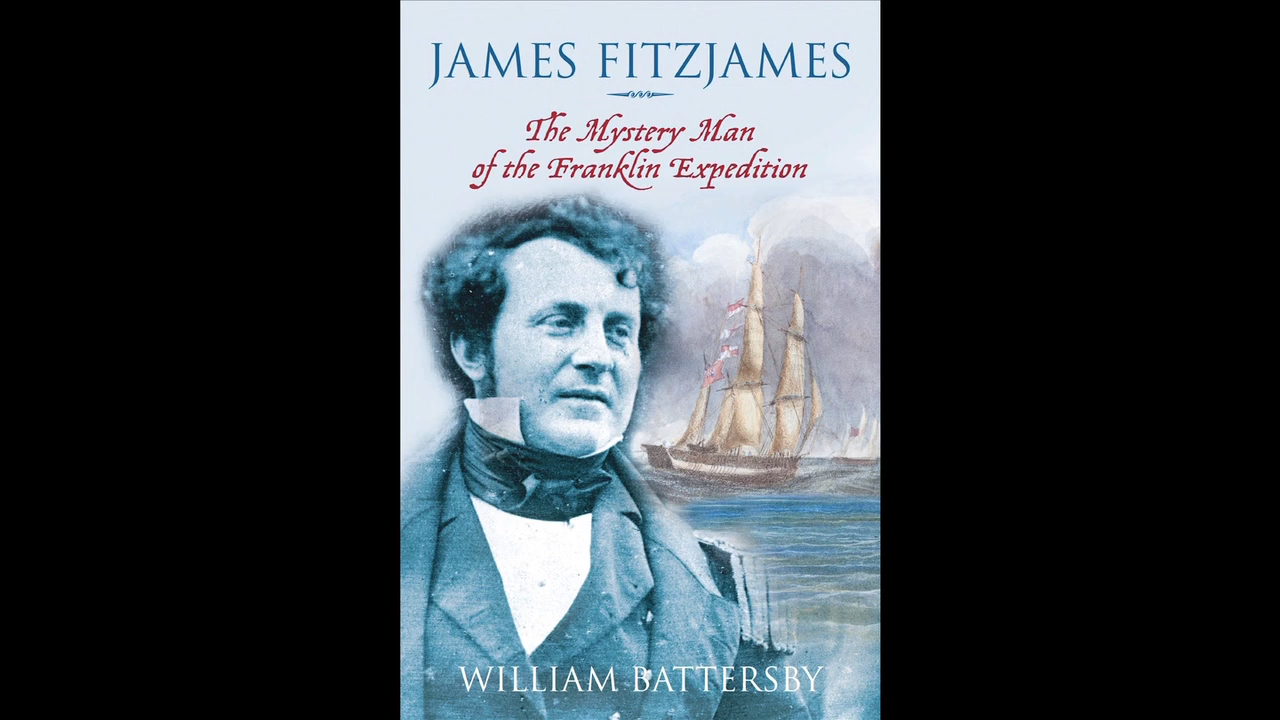 JAMES FITZJAMES
The Mystery Man
of the Franklin Expedition
WILLIAM BATTERSBY